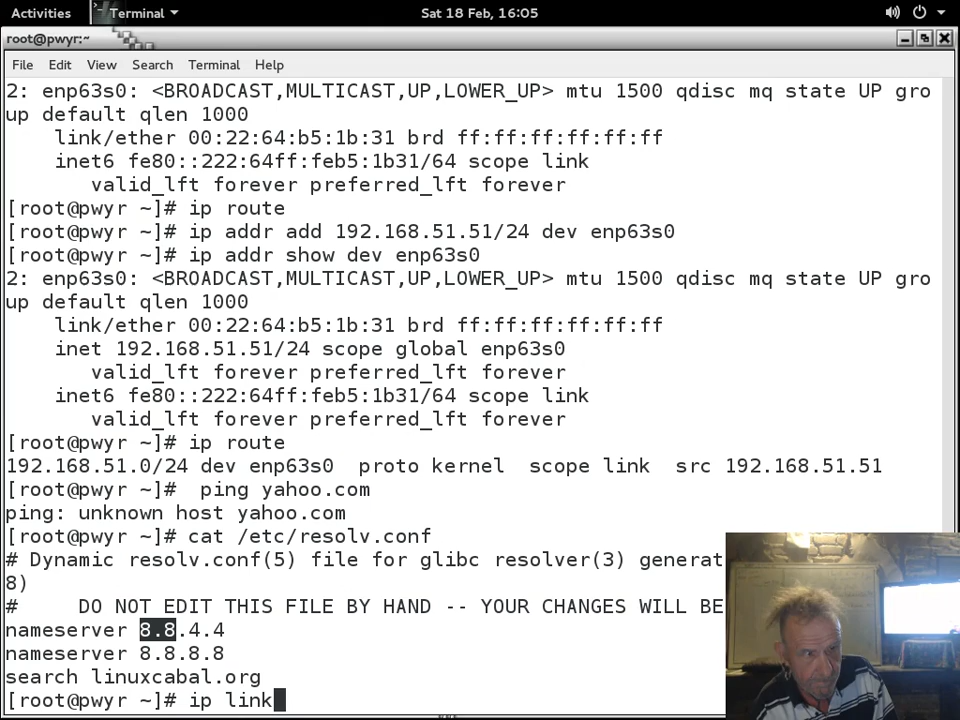 Activities Terminal Sat 18 Feb, 16:05
root@pwyr:~
File Edit View Search Terminal Help
2: enp63s0: <BROADCAST,MULTICAST,UP,LOWER_UP> mtu 1500 qdisc mq state UP gro
up default qlen 1000
    link/ether 00:22:64:b5:1b:31 brd ff:ff:ff:ff:ff:ff
    inet6 fe80::222:64ff:feb5:1b31/64 scope link
       valid_lft forever preferred_lft forever
[root@pwyr ~]# ip route
[root@pwyr ~]# ip addr add 192.168.51.51/24 dev enp63s0
[root@pwyr ~]# ip addr show dev enp63s0
2: enp63s0: <BROADCAST,MULTICAST,UP,LOWER_UP> mtu 1500 qdisc mq state UP gro
up default qlen 1000
    link/ether 00:22:64:b5:1b:31 brd ff:ff:ff:ff:ff:ff
    inet 192.168.51.51/24 scope global enp63s0
       valid_lft forever preferred_lft forever
    inet6 fe80::222:64ff:feb5:1b31/64 scope link
       valid_lft forever preferred_lft forever
[root@pwyr ~]# ip route
192.168.51.0/24 dev enp63s0  proto kernel  scope link  src 192.168.51.51
[root@pwyr ~]#  ping yahoo.com
ping: unknown host yahoo.com
[root@pwyr ~]# cat /etc/resolv.conf
# Dynamic resolv.conf(5) file for glibc resolver(3) generat
8)
#     DO NOT EDIT THIS FILE BY HAND -- YOUR CHANGES WILL BE
nameserver 8.8.4.4
nameserver 8.8.8.8
search linuxcabal.org
[root@pwyr ~]# ip link